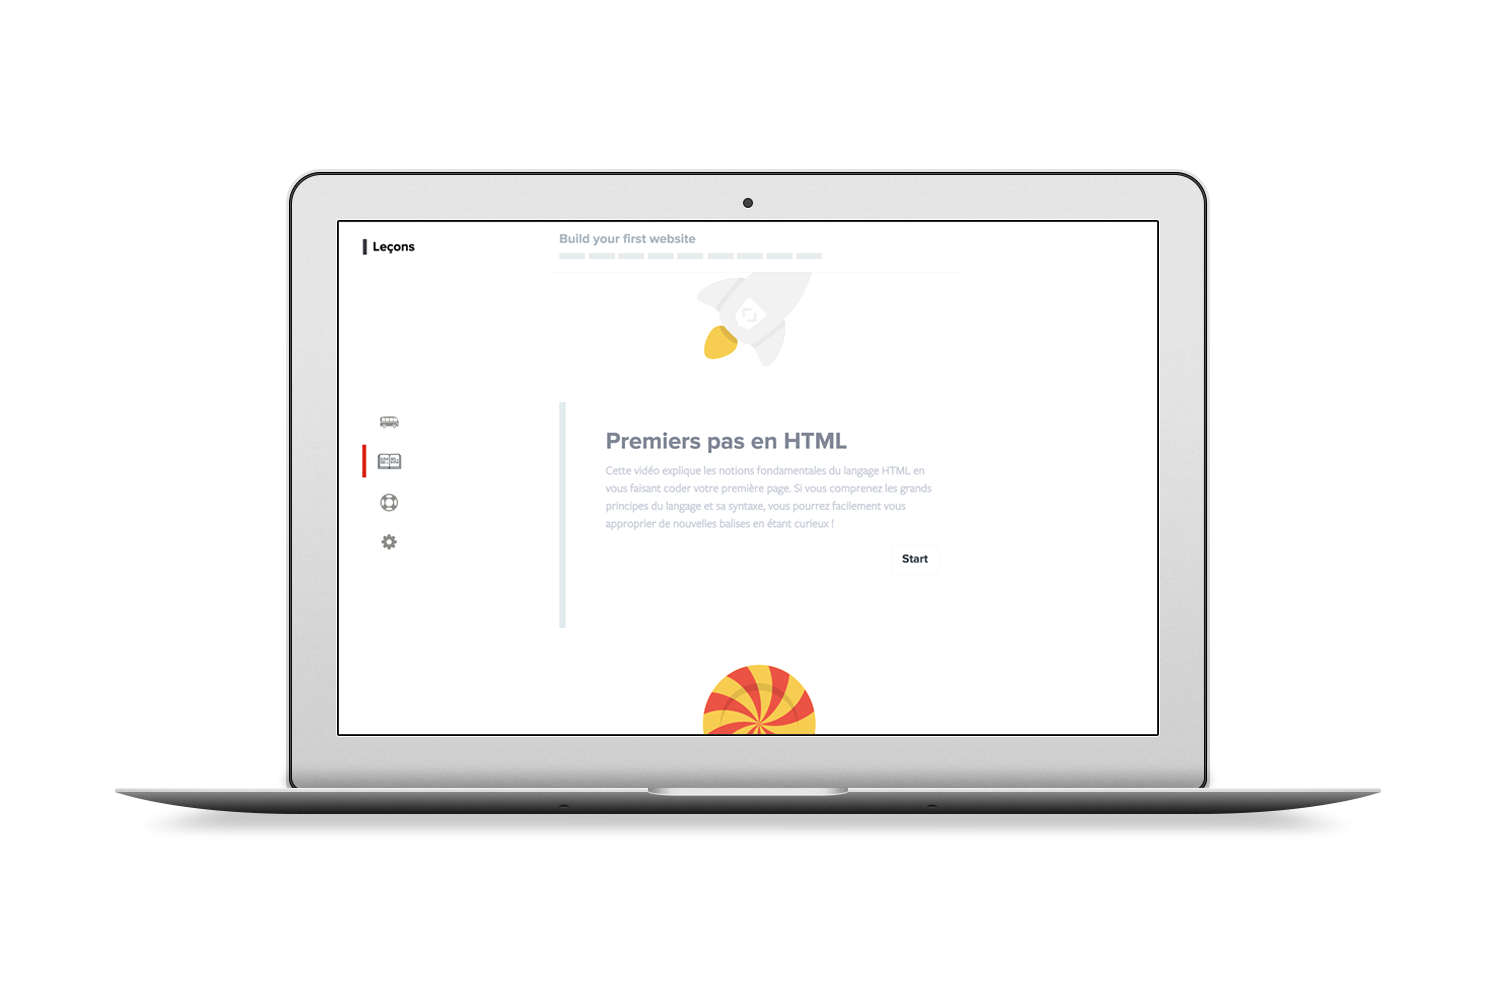 Leçons
Build your first website
Premiers pas en HTML
Cette vidéo explique les notions fondamentales du langage HTML en
vous faisant coder votre première page. Si vous comprenez les grands
principes du langage et sa syntaxe, vous pourrez facilement vous
approprier de nouvelles balises en étant curieux !
Start